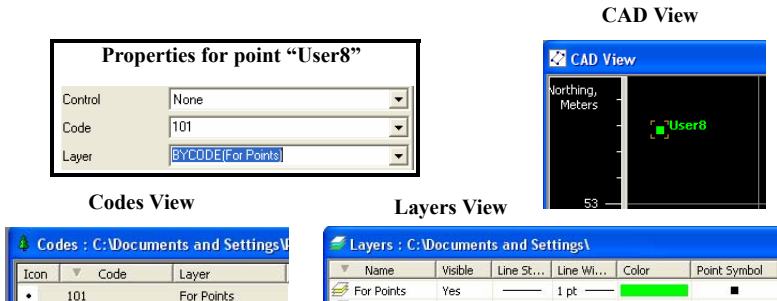 CAD View
Properties for point “User8”
Control None
Code 101
Layer BYCODE(For Points)
CAD View
Northing,
Meters
User8
53
Codes View
Layers View
Codes : C:\Documents and Settings\
Icon Code Layer
101 For Points
Layers : C:\Documents and Settings\
Name Visible Line St... Line Wi... Color Point Symbol
For Points Yes 1 pt